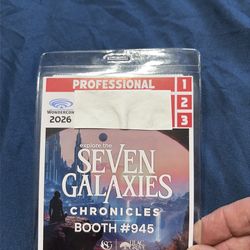 PROFESSIONAL
1
2
3
WONDERCON
2026
explore the
SEVEN
GALAXIES
CHRONICLES
BOOTH #945